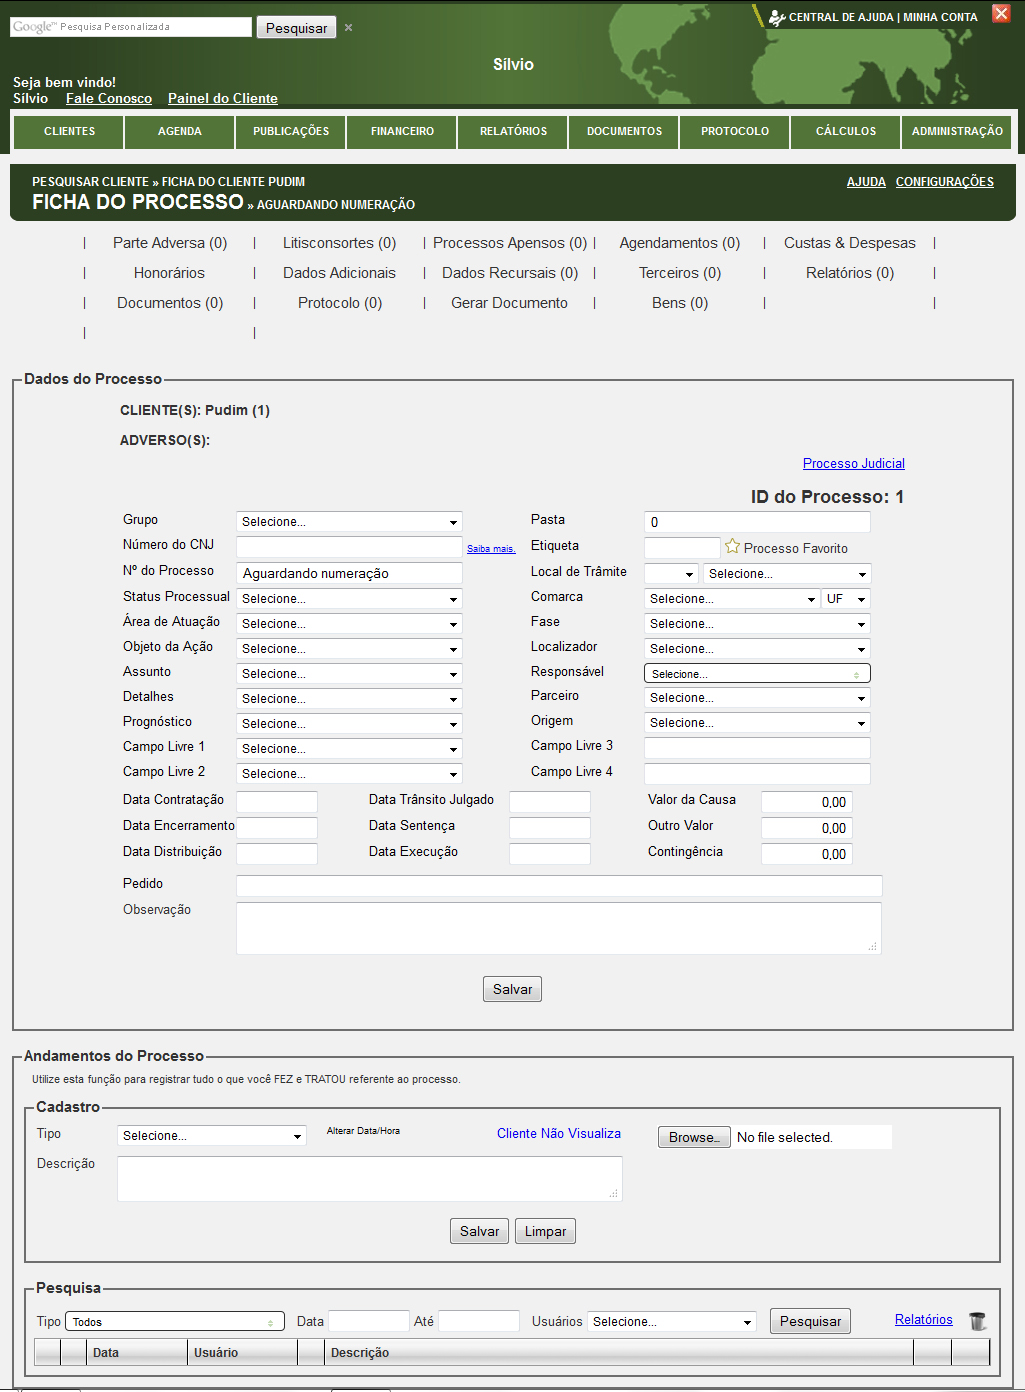 Google™ Pesquisa Personalizada Pesquisar ×
CENTRAL DE AJUDA | MINHA CONTA
Sílvio
Seja bem vindo!
Sílvio Fale Conosco Painel do Cliente
CLIENTES AGENDA PUBLICAÇÕES FINANCEIRO RELATÓRIOS DOCUMENTOS PROTOCOLO CÁLCULOS ADMINISTRAÇÃO
PESQUISAR CLIENTE » FICHA DO CLIENTE PUDIM AJUDA CONFIGURAÇÕES
FICHA DO PROCESSO » AGUARDANDO NUMERAÇÃO
| Parte Adversa (0) | Litisconsortes (0) | Processos Apensos (0) | Agendamentos (0) | Custas & Despesas |
| Honorários | Dados Adicionais | Dados Recursais (0) | Terceiros (0) | Relatórios (0) |
| Documentos (0) | Protocolo (0) | Gerar Documento | Bens (0) | |
| |
Dados do Processo
CLIENTE(S): Pudim (1)
ADVERSO(S):
Processo Judicial
ID do Processo: 1
Grupo Selecione... Pasta 0
Número do CNJ Saiba mais. Etiqueta Processo Favorito
Nº do Processo Aguardando numeração Local de Trâmite Selecione...
Status Processual Selecione... Comarca Selecione... UF
Área de Atuação Selecione... Fase Selecione...
Objeto da Ação Selecione... Localizador Selecione...
Assunto Selecione... Responsável Selecione...
Detalhes Selecione... Parceiro Selecione...
Prognóstico Selecione... Origem Selecione...
Campo Livre 1 Selecione... Campo Livre 3
Campo Livre 2 Selecione... Campo Livre 4
Data Contratação Data Trânsito Julgado Valor da Causa 0,00
Data Encerramento Data Sentença Outro Valor 0,00
Data Distribuição Data Execução Contingência 0,00
Pedido
Observação
Salvar
Andamentos do Processo
Utilize esta função para registrar tudo o que você FEZ e TRATOU referente ao processo.
Cadastro
Tipo Selecione... Alterar Data/Hora Cliente Não Visualiza Browse... No file selected.
Descrição
Salvar Limpar
Pesquisa
Tipo Todos Data Até Usuários Selecione... Pesquisar Relatórios
Data Usuário Descrição